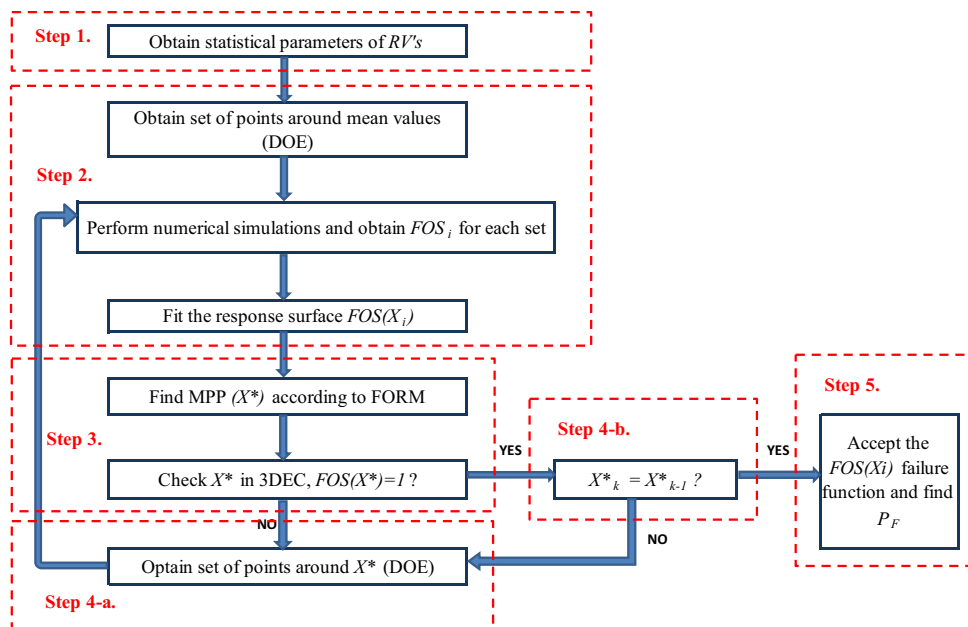 Step 1.
Obtain statistical parameters of RV's
Obtain set of points around mean values
(DOE)
Step 2.
Perform numerical simulations and obtain FOS i for each set
Fit the response surface FOS(X i )
Find MPP (X*) according to FORM
Step 3.
Check X* in 3DEC, FOS(X*)=1 ?
YES
NO
Step 4-b.
X* k = X* k-1 ?
YES
NO
Step 5.
Accept the
FOS(Xi) failure
function and find
P F
Optain set of points around X* (DOE)
Step 4-a.